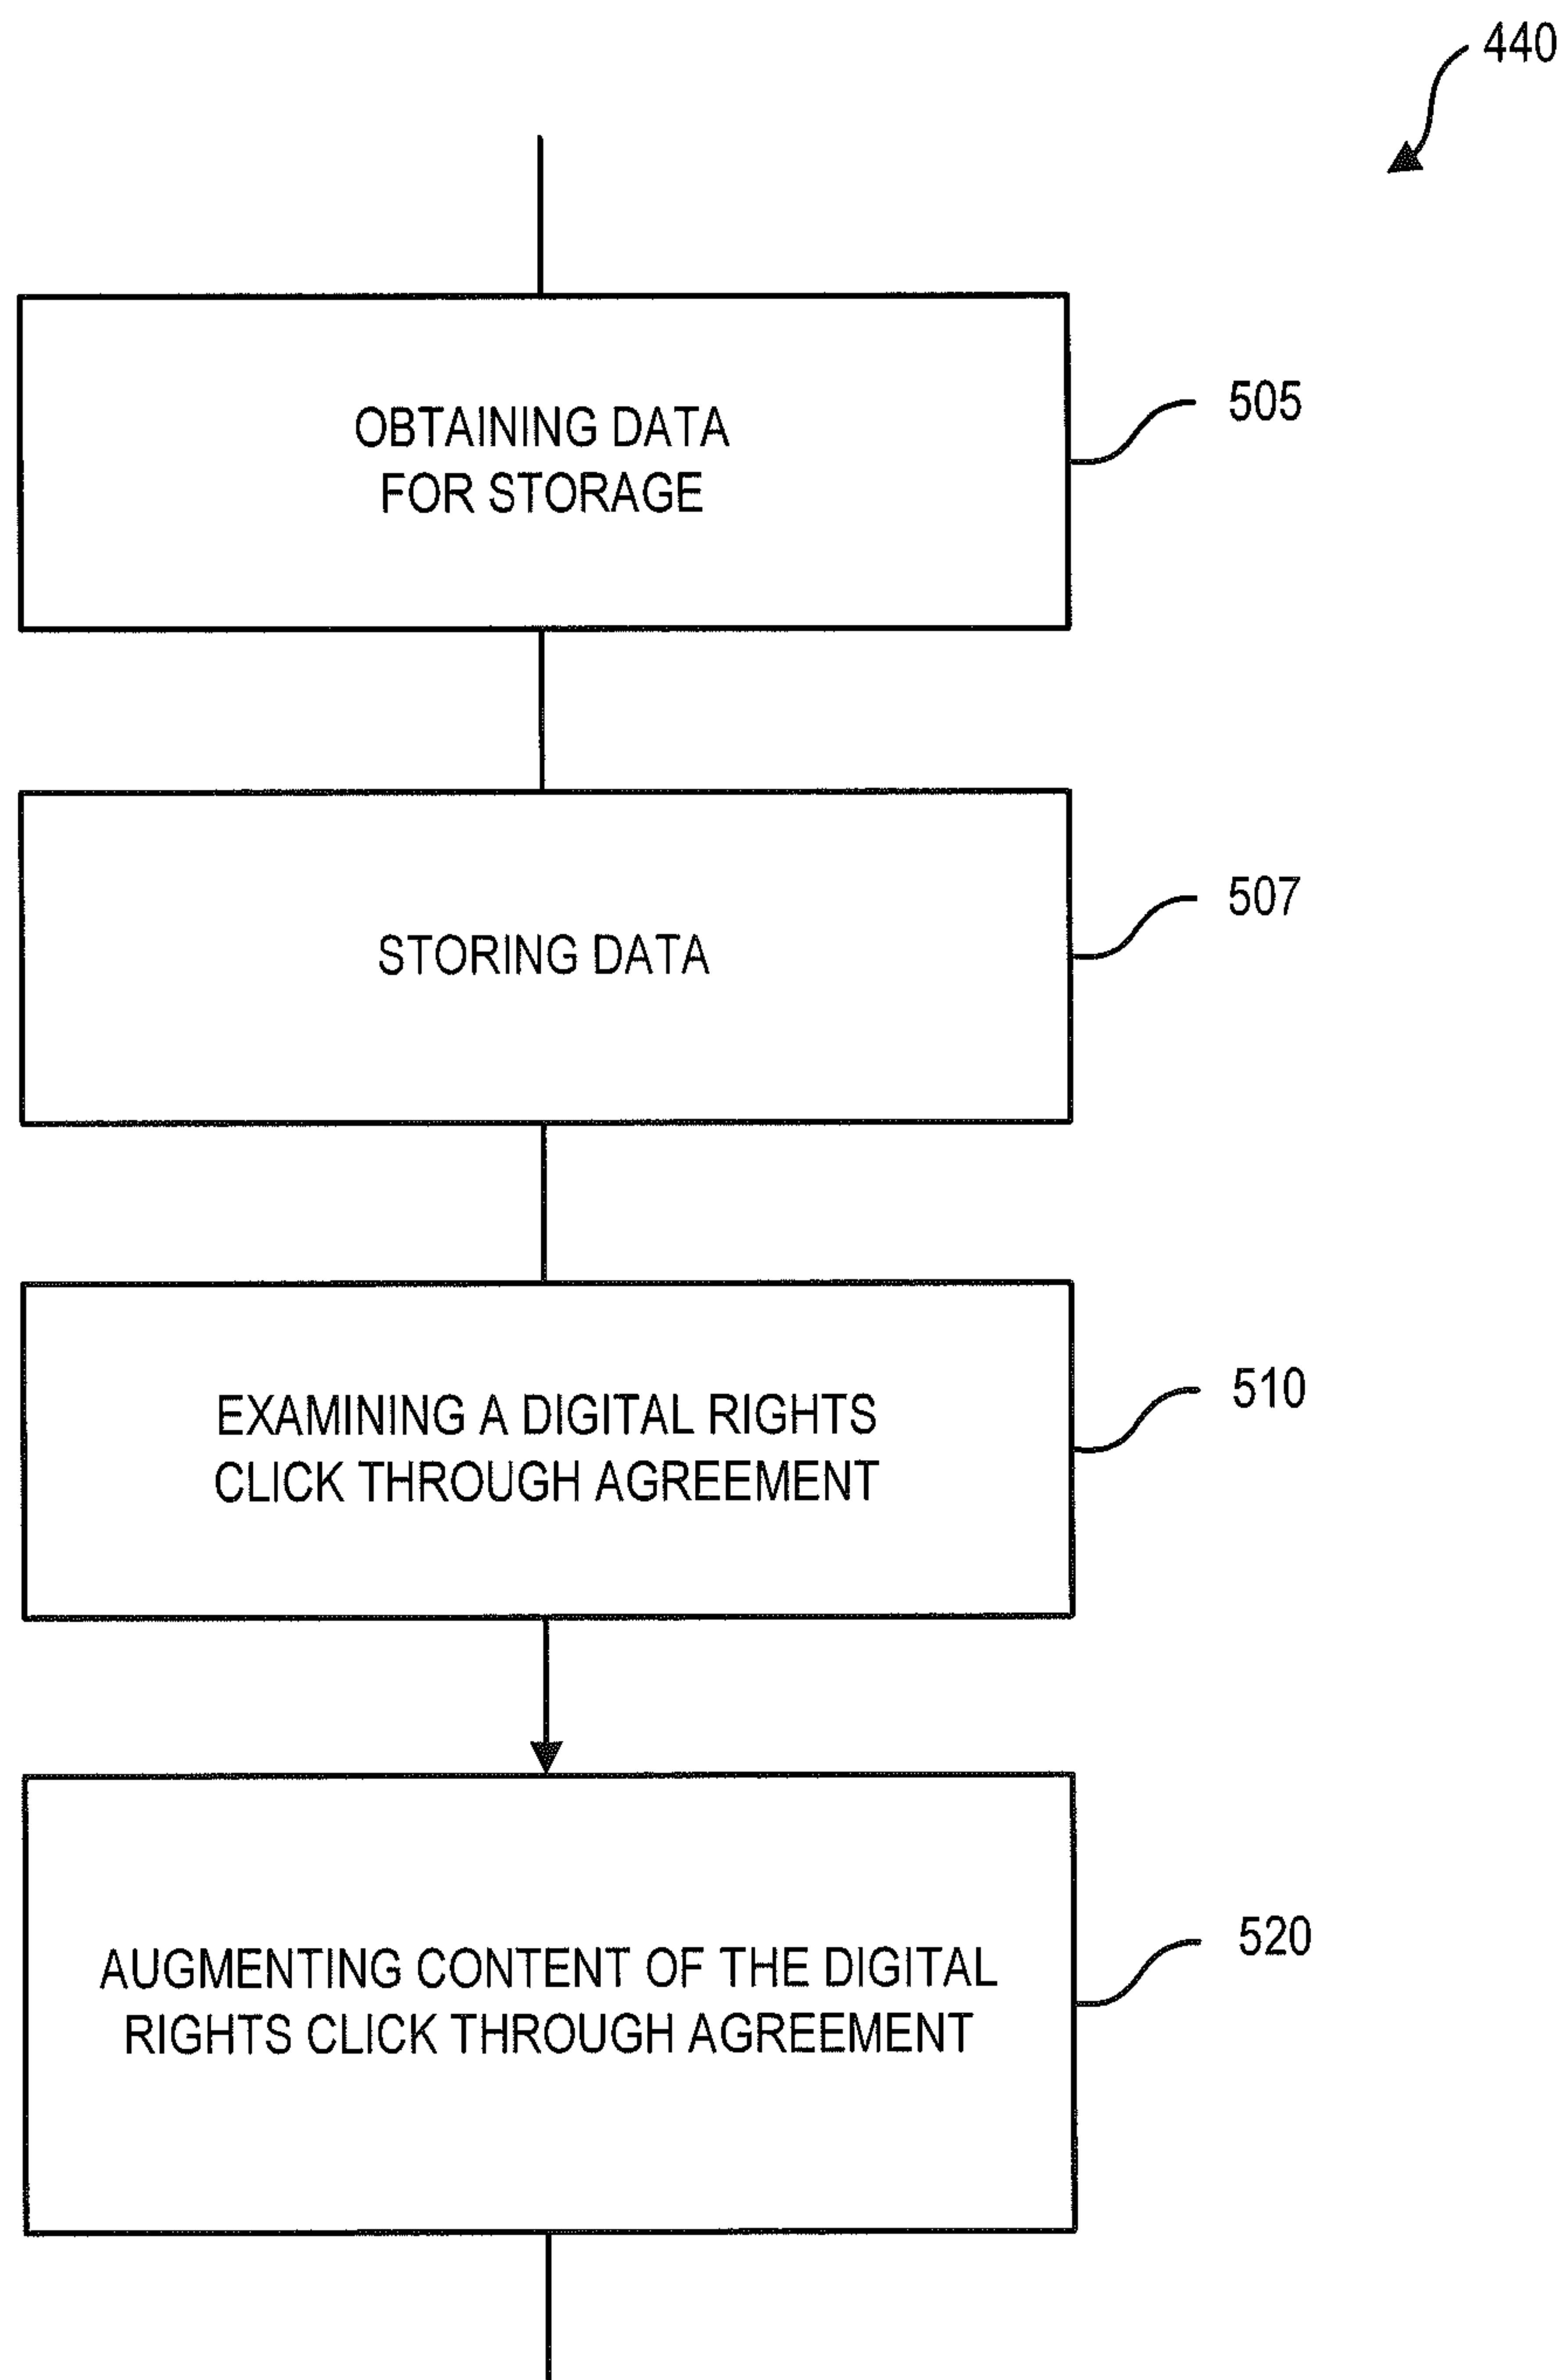 440
OBTAINING DATA
FOR STORAGE
505
STORING DATA
507
EXAMINING A DIGITAL RIGHTS
CLICK THROUGH AGREEMENT
510
AUGMENTING CONTENT OF THE DIGITAL
RIGHTS CLICK THROUGH AGREEMENT
520